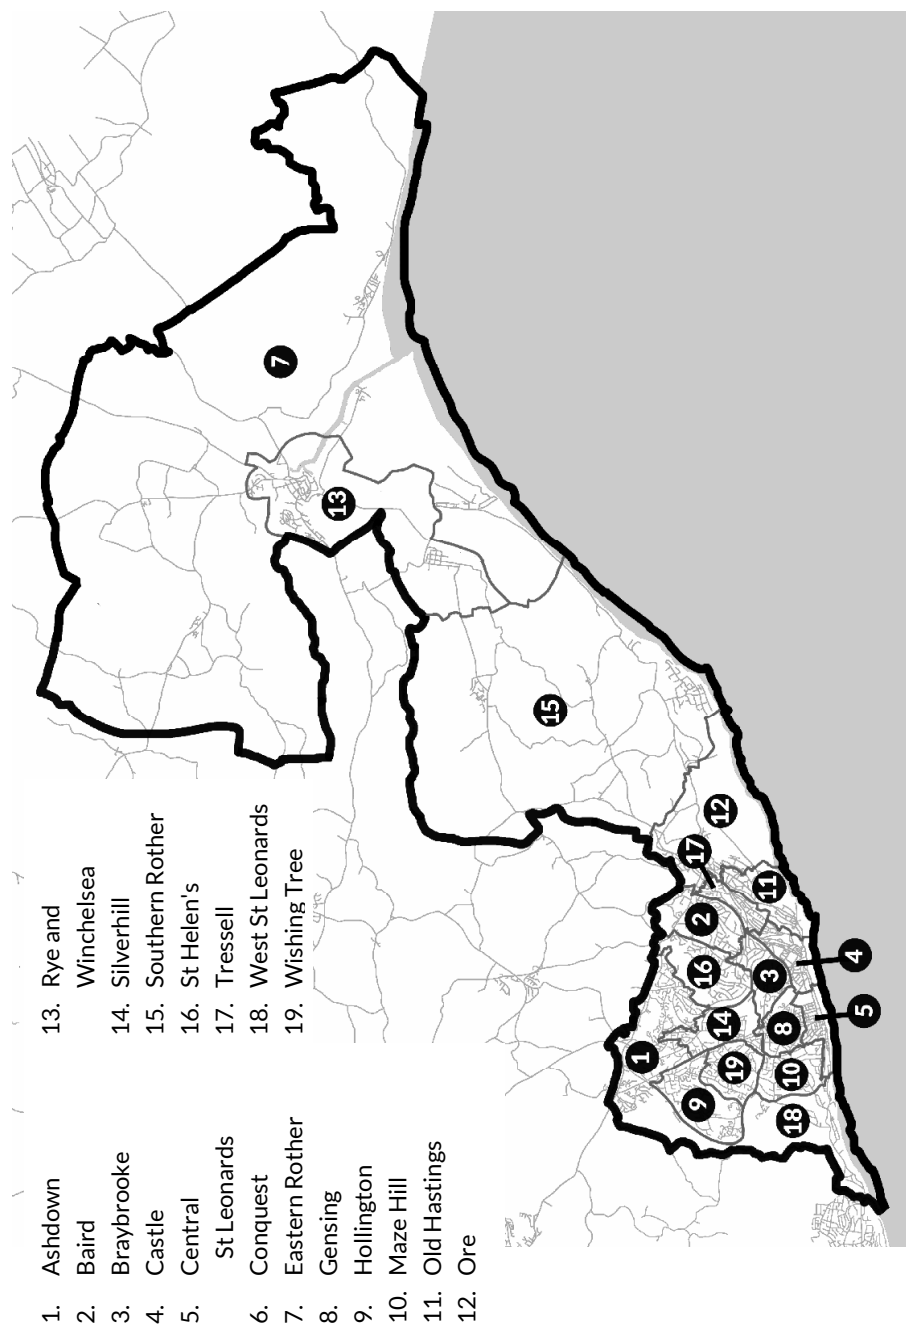 1. Ashdown
2. Baird
3. Braybrooke
4. Castle
5. Central
St Leonards
6. Conquest
7. Eastern Rother
8. Gensing
9. Hollington
10. Maze Hill
11. Old Hastings
12. Ore
13. Rye and
Winchelsea
14. Silverhill
15. Southern Rother
16. St Helen's
17. Tressell
18. West St Leonards
19. Wishing Tree
7
13
15
12
17
11
2
16
3
4
1
14
5
8
19
9
10
18